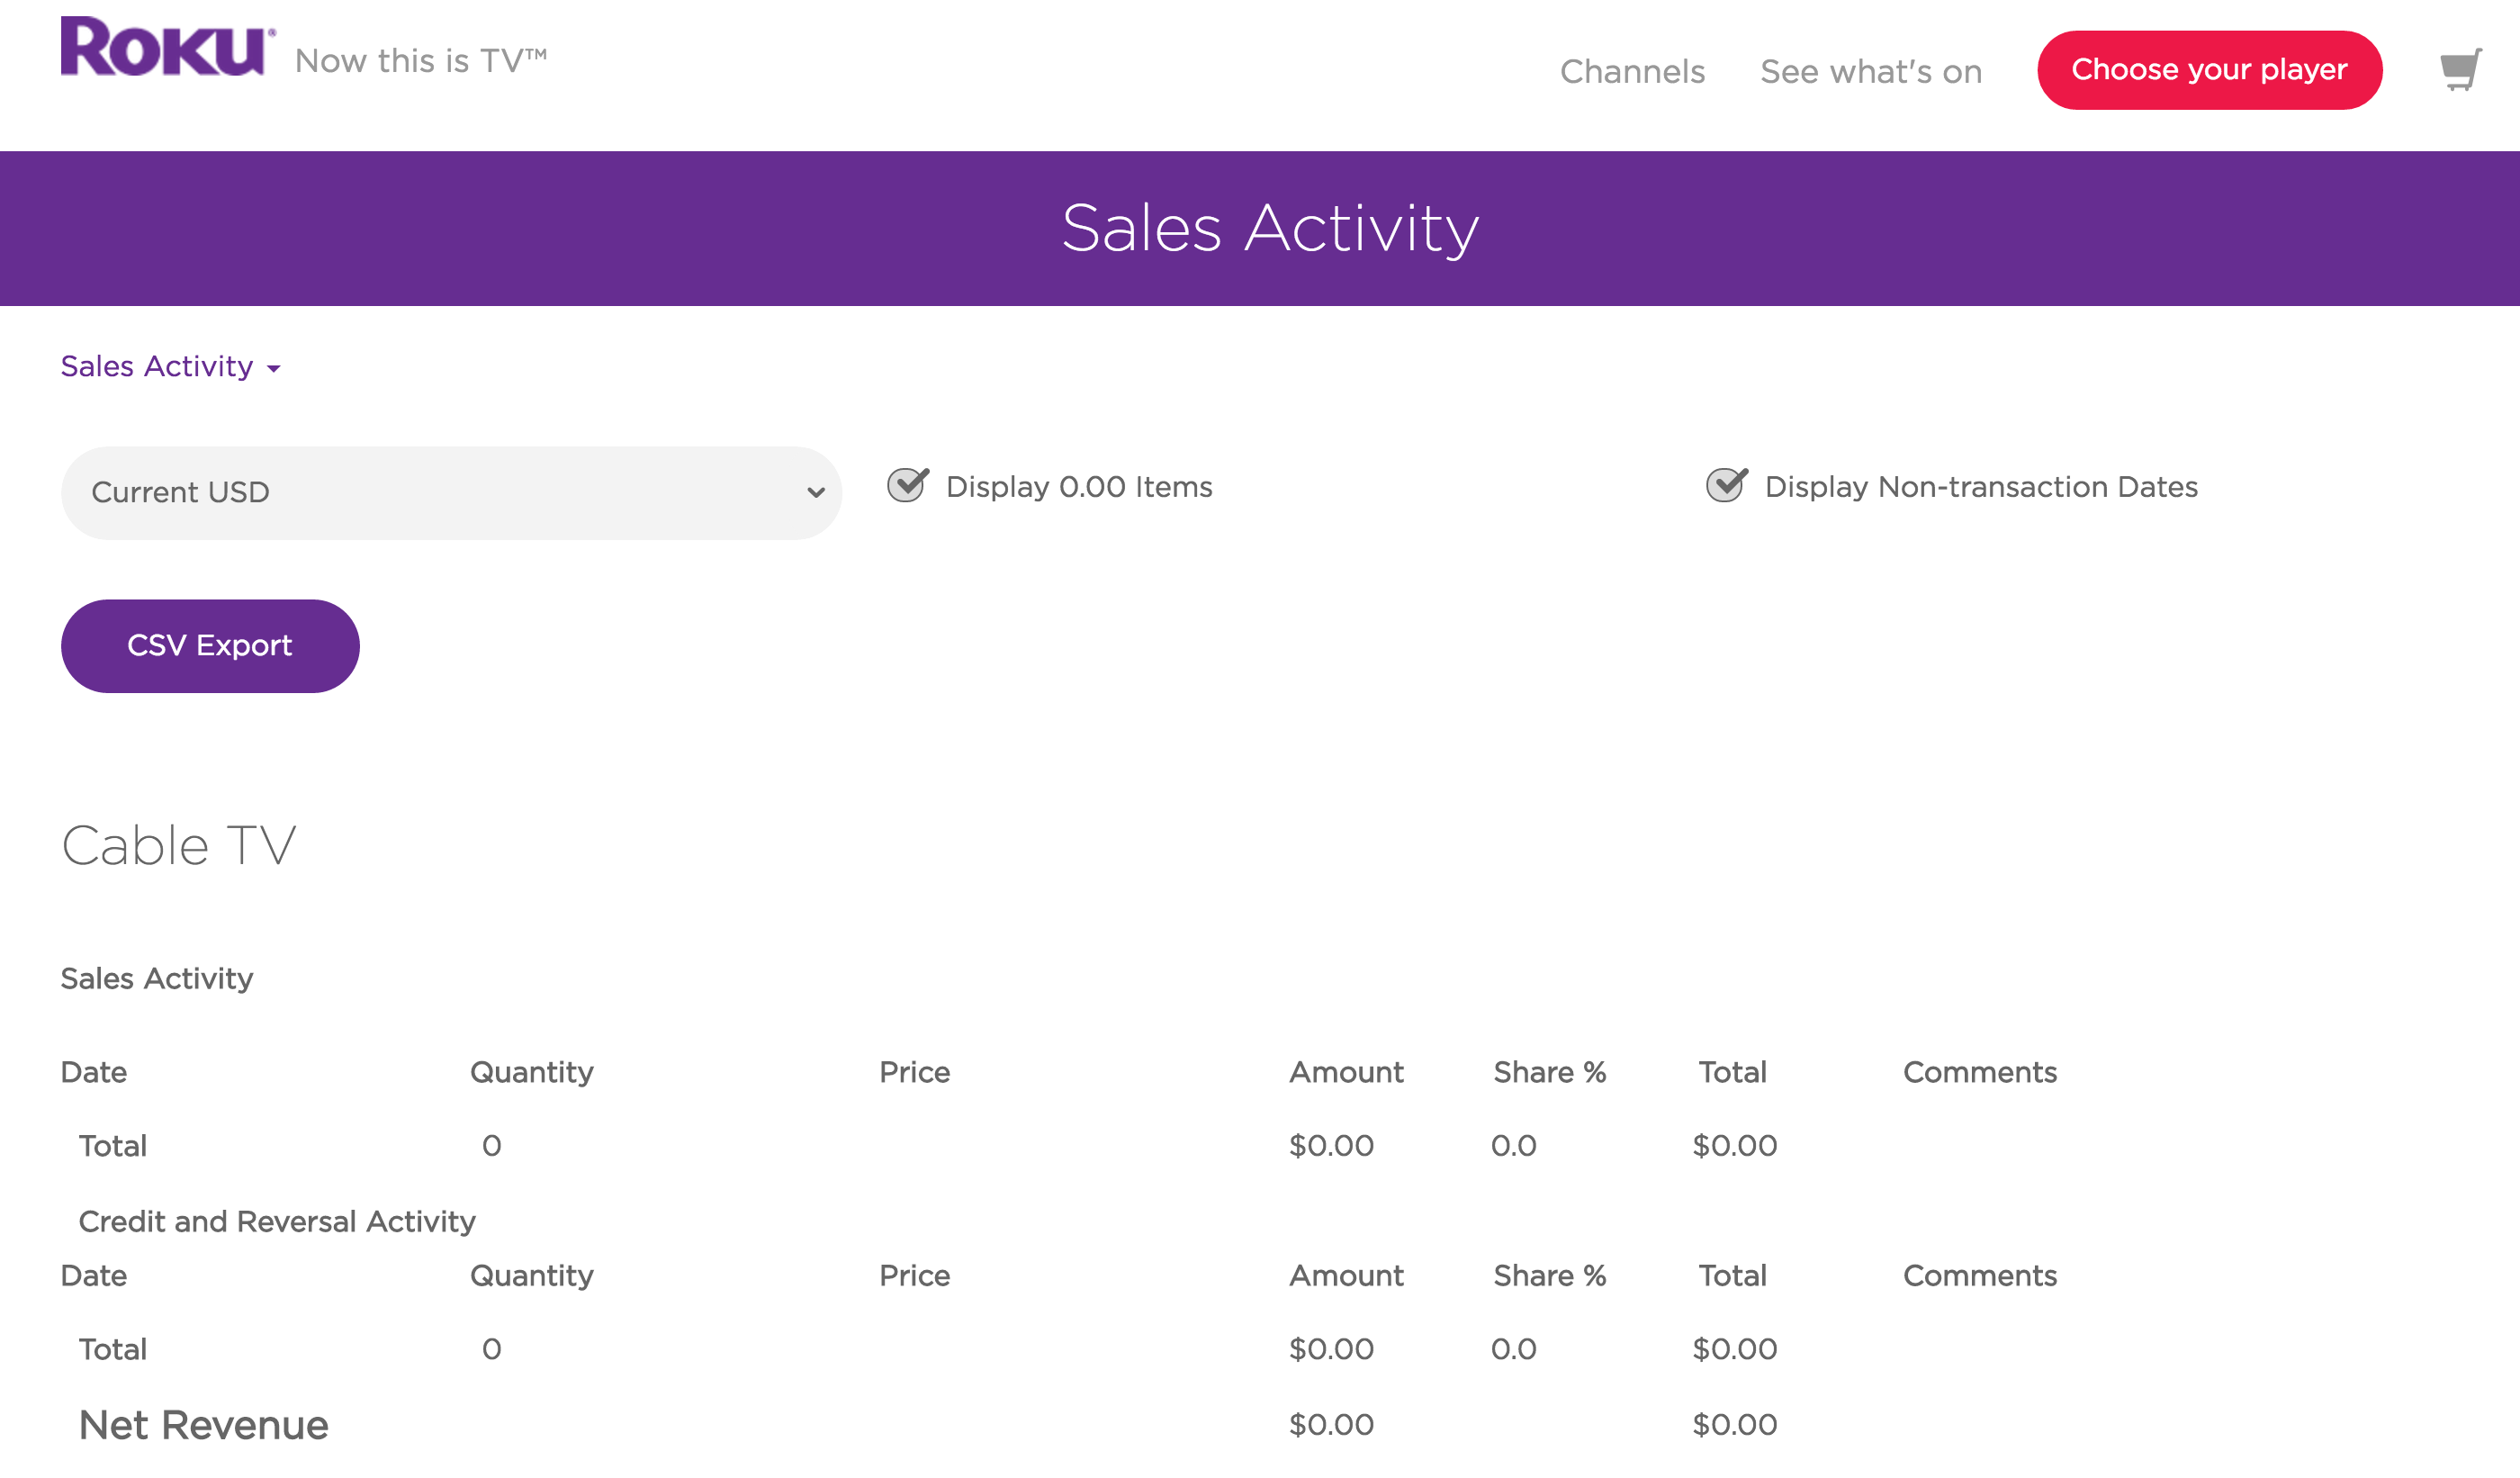 Roku® Now this is TV™ Channels See what's on Choose your player
Sales Activity
Sales Activity
Current USD Display 0.00 Items Display Non-transaction Dates
CSV Export
Cable TV
Sales Activity
Date Quantity Price Amount Share % Total Comments
Total 0 $0.00 0.0 $0.00
Credit and Reversal Activity
Date Quantity Price Amount Share % Total Comments
Total 0 $0.00 0.0 $0.00
Net Revenue $0.00 $0.00